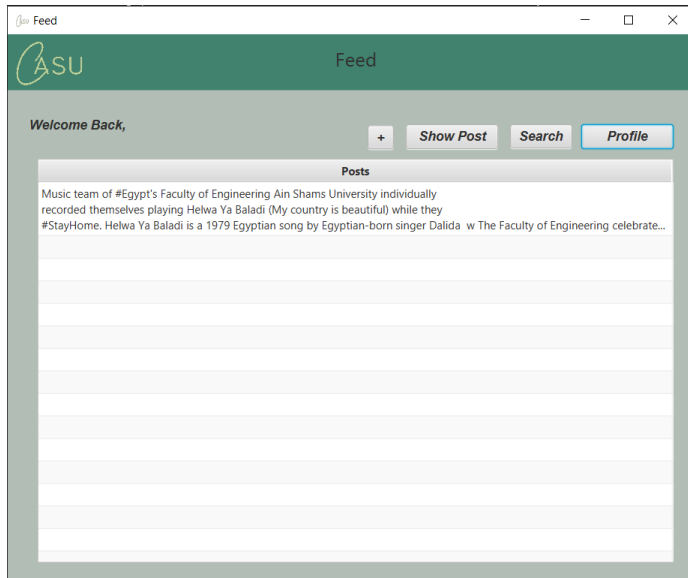 CASU Feed
CASU
Feed
Welcome Back,
+
Show Post
Search
Profile
Posts
Music team of #Egypt's Faculty of Engineering Ain Shams University individually
recorded themselves playing Helwa Ya Baladi (My country is beautiful) while they
#StayHome. Helwa Ya Baladi is a 1979 Egyptian song by Egyptian-born singer Dalida  w The Faculty of Engineering celebrate...